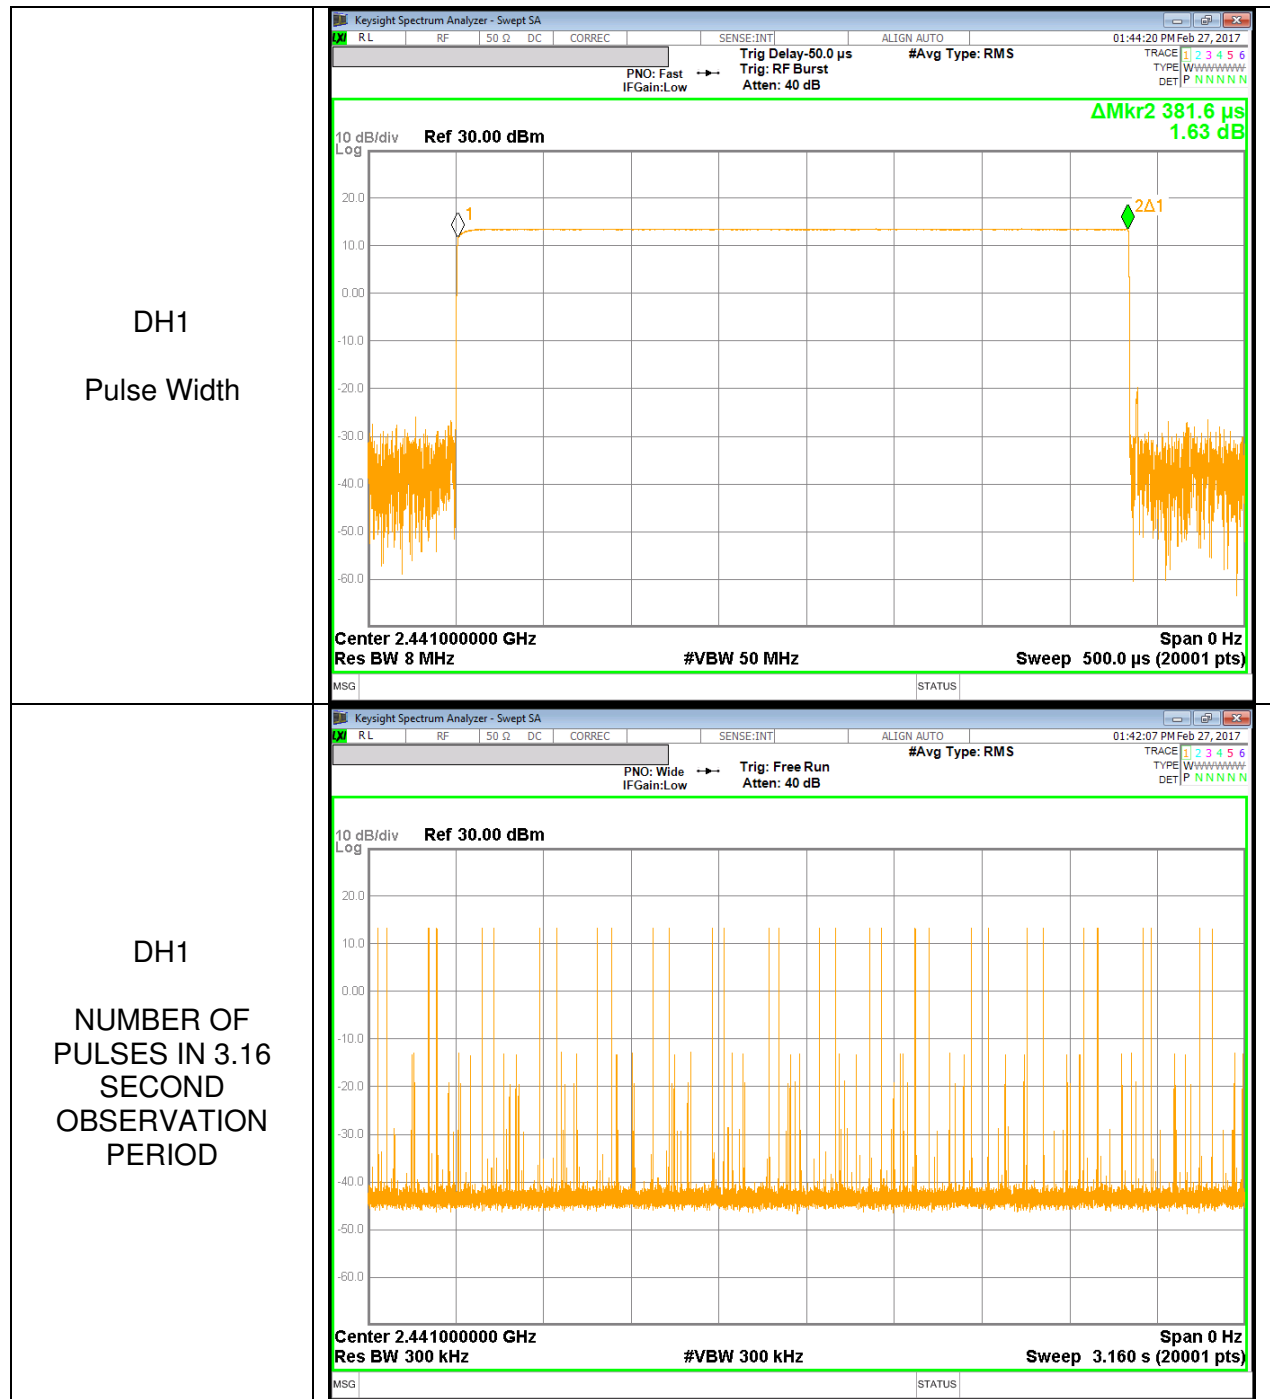 DH1
Pulse Width
Keysight Spectrum Analyzer - Swept SA
LXI RL RF 50 Ω DC CORREC SENSE:INT ALIGN AUTO 01:44:20 PM Feb 27, 2017
PNO: Fast
IFGain:Low
Trig Delay-50.0 µs
Trig: RF Burst
Atten: 40 dB
#Avg Type: RMS
TRACE 1 2 3 4 5 6
TYPE WWWWWWW
DET P N N N N N
ΔMkr2 381.6 µs
1.63 dB
10 dB/div Ref 30.00 dBm
Log
20.0
1
2Δ1
10.0
0.00
-10.0
-20.0
-30.0
-40.0
-50.0
-60.0
Center 2.441000000 GHz Span 0 Hz
Res BW 8 MHz #VBW 50 MHz Sweep 500.0 µs (20001 pts)
MSG STATUS
DH1
NUMBER OF
PULSES IN 3.16
SECOND
OBSERVATION
PERIOD
Keysight Spectrum Analyzer - Swept SA
LXI RL RF 50 Ω DC CORREC SENSE:INT ALIGN AUTO 01:42:07 PM Feb 27, 2017
PNO: Wide
IFGain:Low
Trig: Free Run
Atten: 40 dB
#Avg Type: RMS
TRACE 1 2 3 4 5 6
TYPE WWWWWWW
DET P N N N N N
10 dB/div Ref 30.00 dBm
Log
20.0
10.0
0.00
-10.0
-20.0
-30.0
-40.0
-50.0
-60.0
Center 2.441000000 GHz Span 0 Hz
Res BW 300 kHz #VBW 300 kHz Sweep 3.160 s (20001 pts)
MSG STATUS